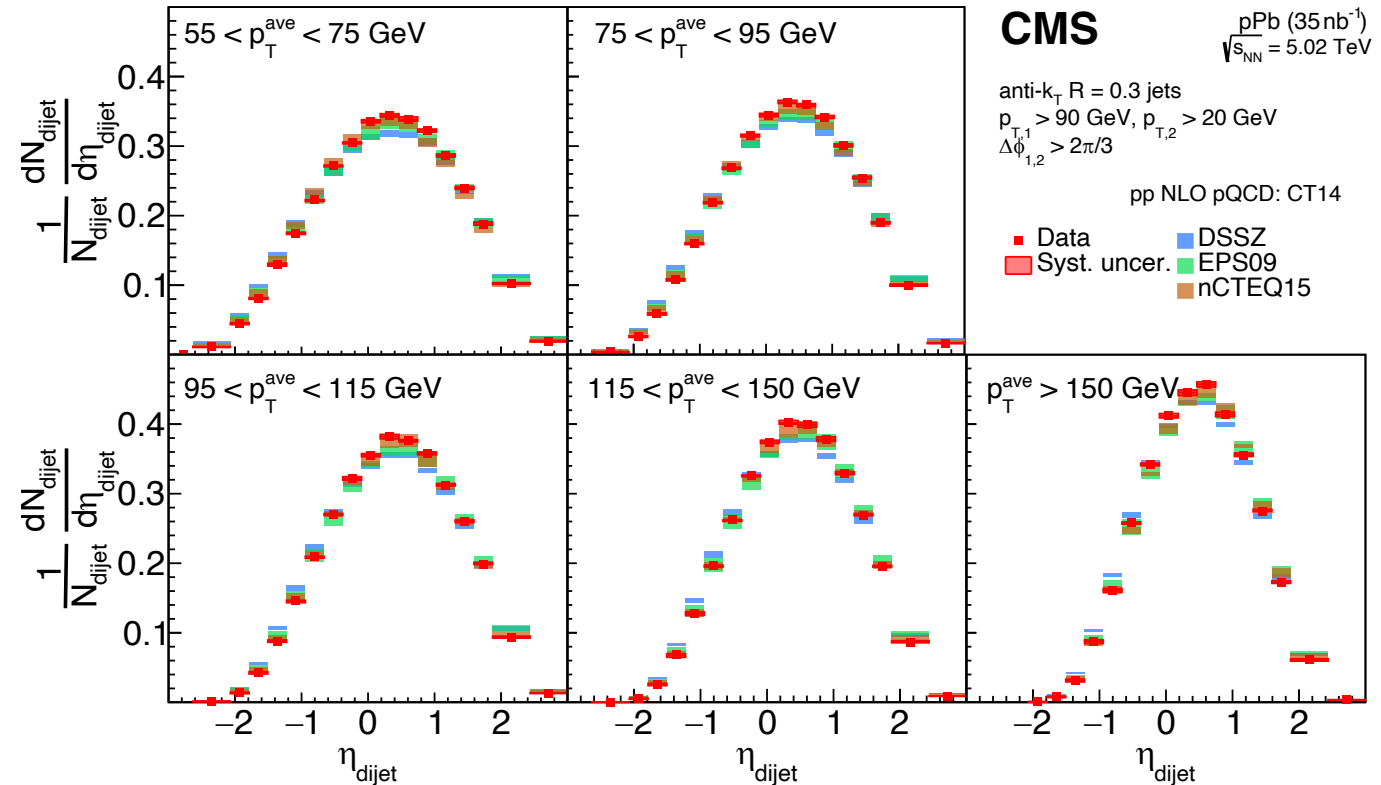 55 < p_T^ave < 75 GeV
75 < p_T^ave < 95 GeV
CMS
pPb (35 nb⁻¹)
√s_NN = 5.02 TeV
anti-k_T R = 0.3 jets
p_T,1 > 90 GeV, p_T,2 > 20 GeV
Δϕ_1,2 > 2π/3
pp NLO pQCD: CT14
Data
Syst. uncer.
DSSZ
EPS09
nCTEQ15
1/N_dijet dN_dijet/dη_dijet
0.4
0.3
0.2
0.1
95 < p_T^ave < 115 GeV
115 < p_T^ave < 150 GeV
p_T^ave > 150 GeV
1/N_dijet dN_dijet/dη_dijet
0.4
0.3
0.2
0.1
−2 −1 0 1 2
−2 −1 0 1 2
−2 −1 0 1 2
η_dijet
η_dijet
η_dijet